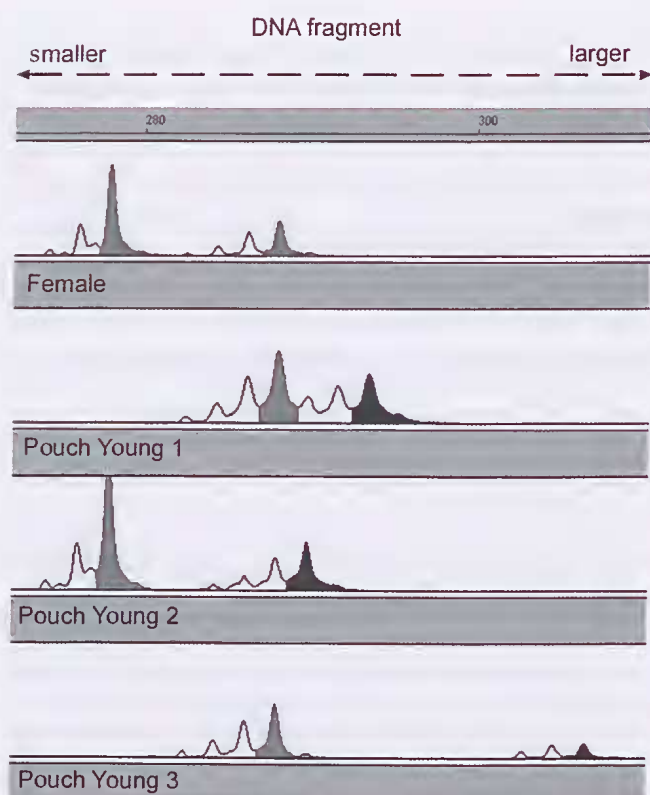 DNA fragment
smaller larger
280 300
Female
Pouch Young 1
Pouch Young 2
Pouch Young 3